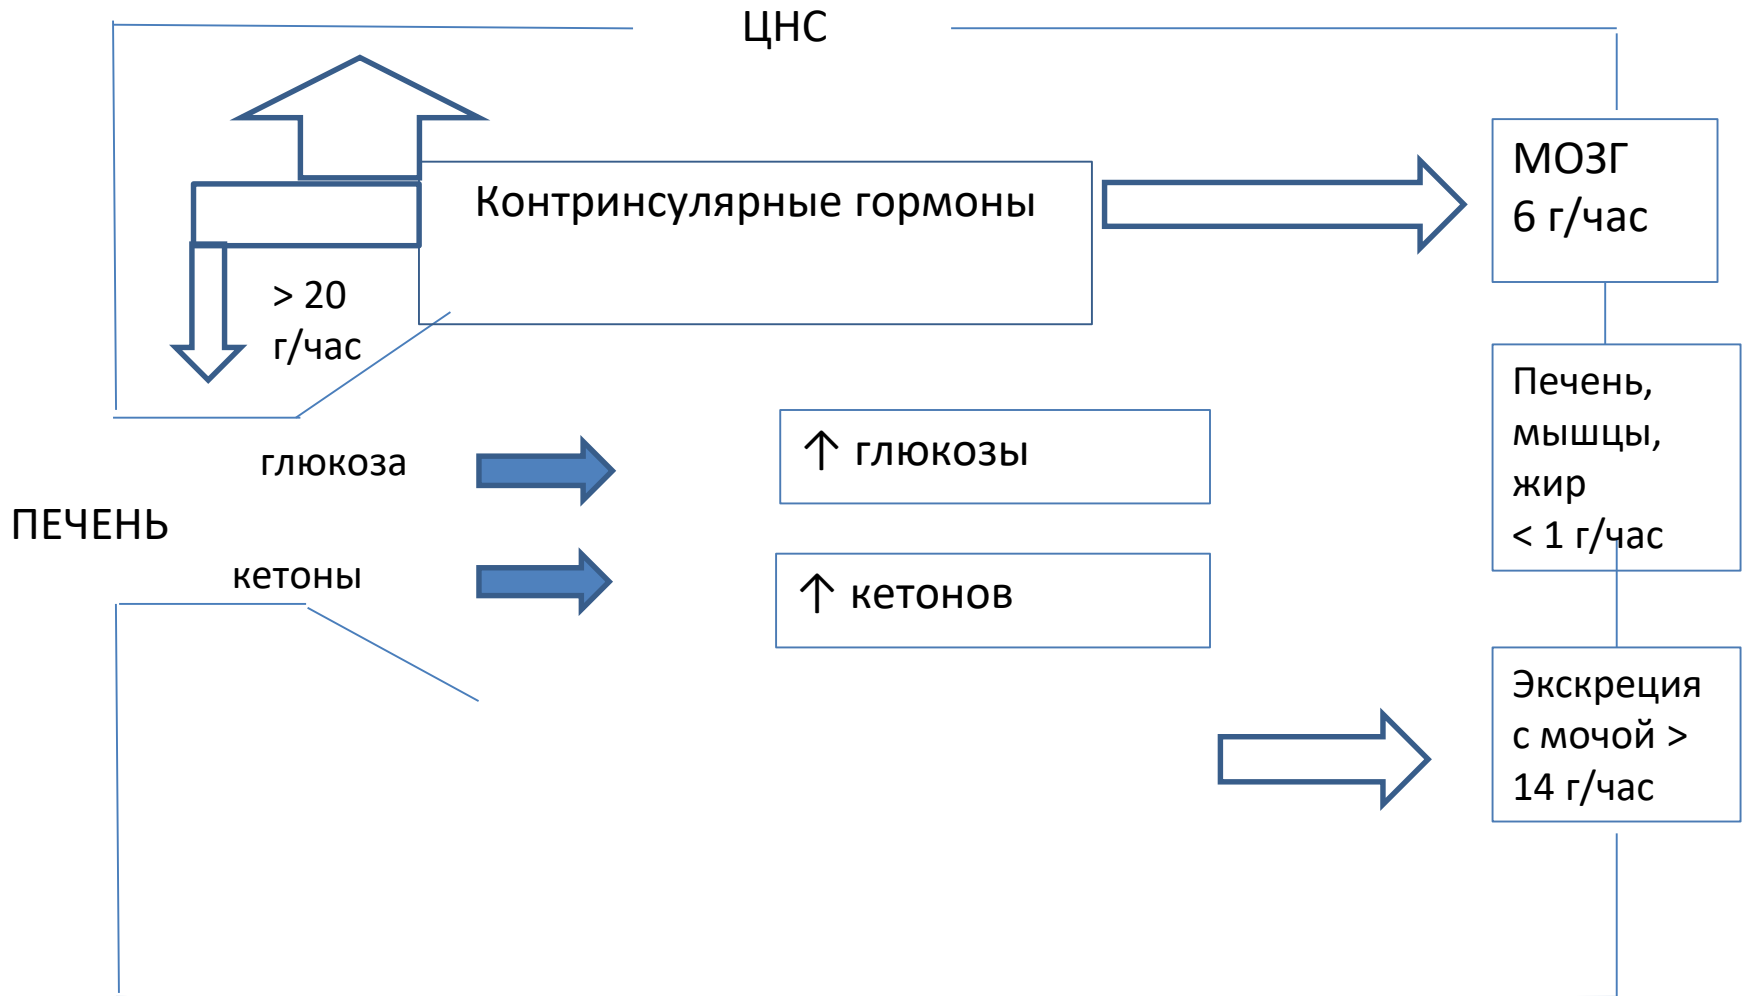 ЦНС
Контринсулярные гормоны
МОЗГ
6 г/час
> 20
г/час
Печень,
мышцы,
жир
< 1 г/час
глюкоза
↑ глюкозы
ПЕЧЕНЬ
кетоны
↑ кетонов
Экскреция
с мочой >
14 г/час